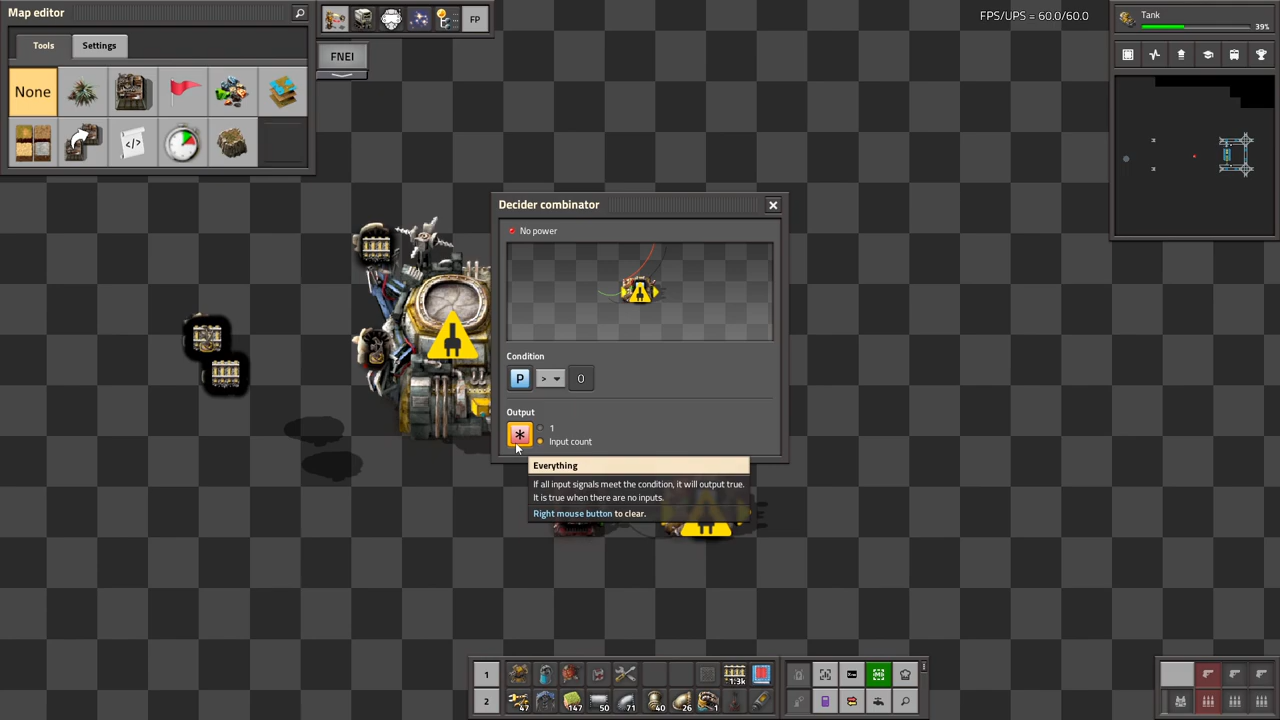 Map editor
FP
FPS/UPS = 60.0/60.0
Tank
39%
Tools
Settings
FNEI
None
</>
Decider combinator
No power
Condition
P
>
0
Output
*
1
Input count
Everything
If all input signals meet the condition, it will output true.
It is true when there are no inputs.
Right mouse button to clear.
1
1.3k
2
47
147
50
71
40
26
1